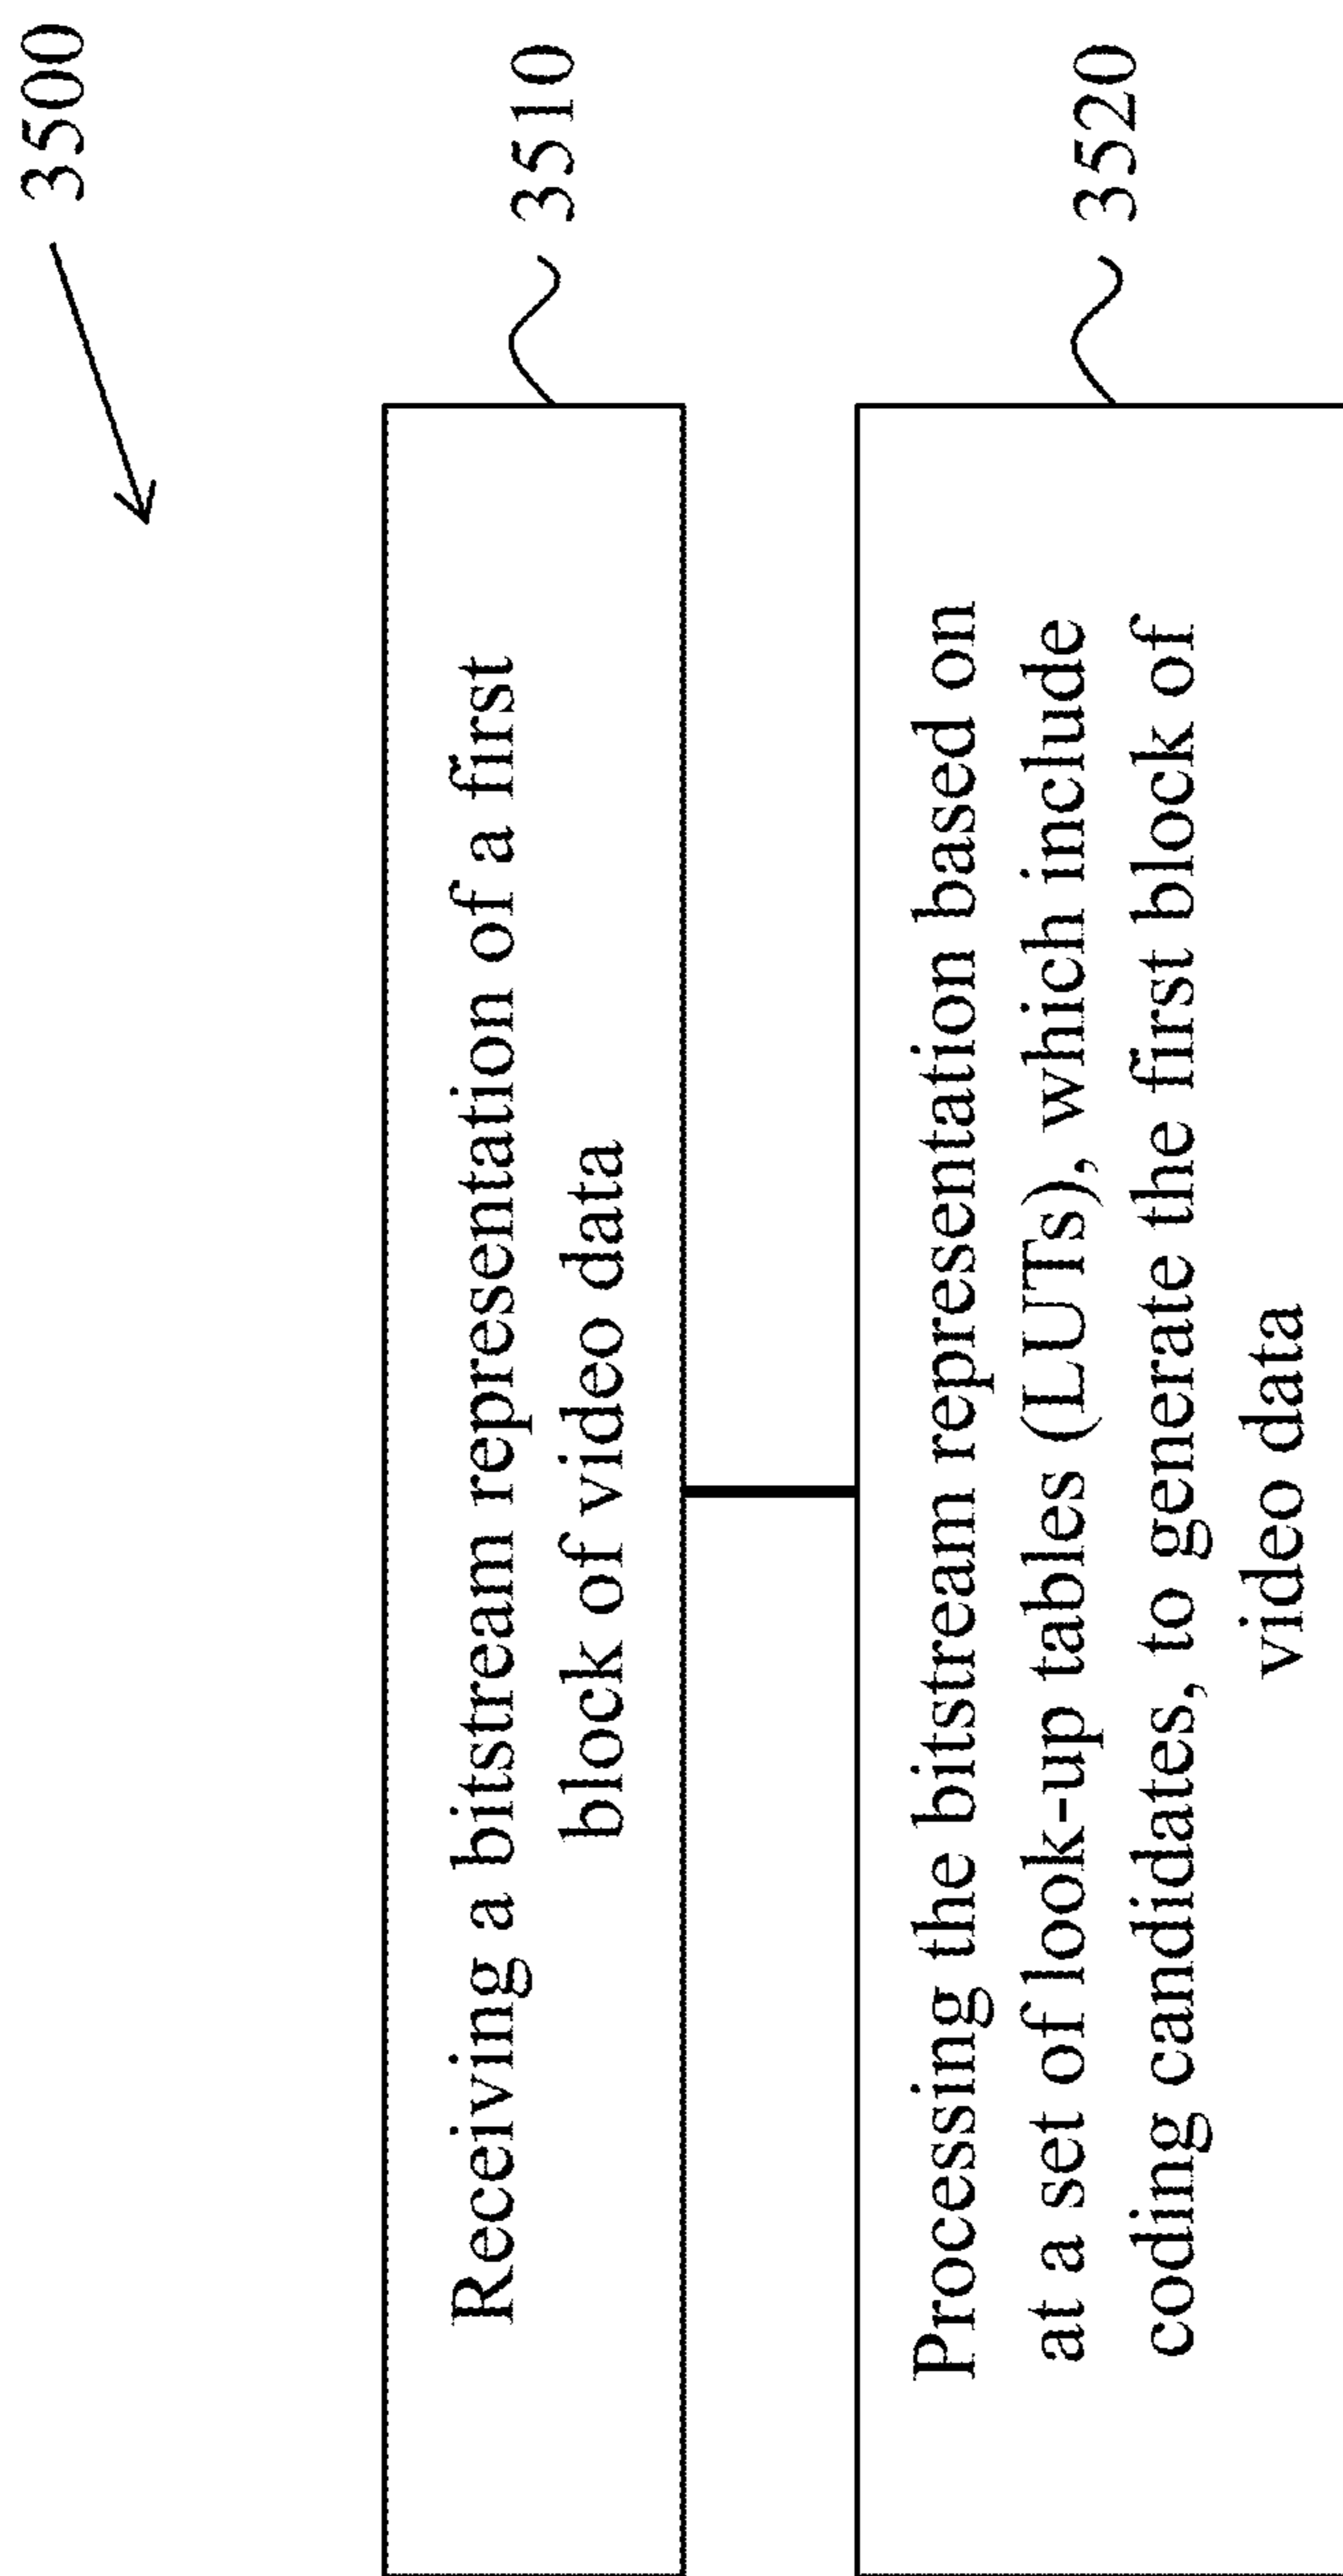 3500
Receiving a bitstream representation of a first
block of video data
3510
Processing the bitstream representation based on
at a set of look-up tables (LUTs), which include
coding candidates, to generate the first block of
video data
3520